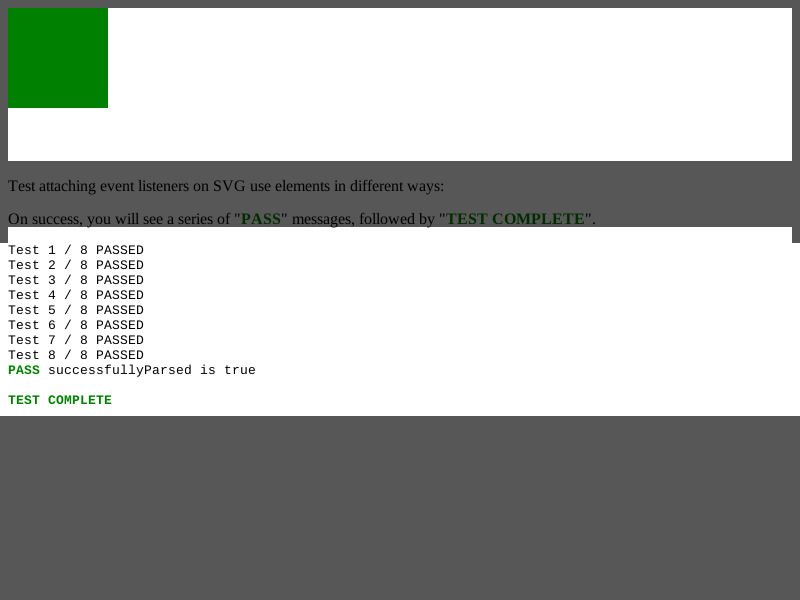 Test attaching event listeners on SVG use elements in different ways:
On success, you will see a series of "PASS" messages, followed by "TEST COMPLETE".
Test 1 / 8 PASSED
Test 2 / 8 PASSED
Test 3 / 8 PASSED
Test 4 / 8 PASSED
Test 5 / 8 PASSED
Test 6 / 8 PASSED
Test 7 / 8 PASSED
Test 8 / 8 PASSED
PASS successfullyParsed is true
TEST COMPLETE